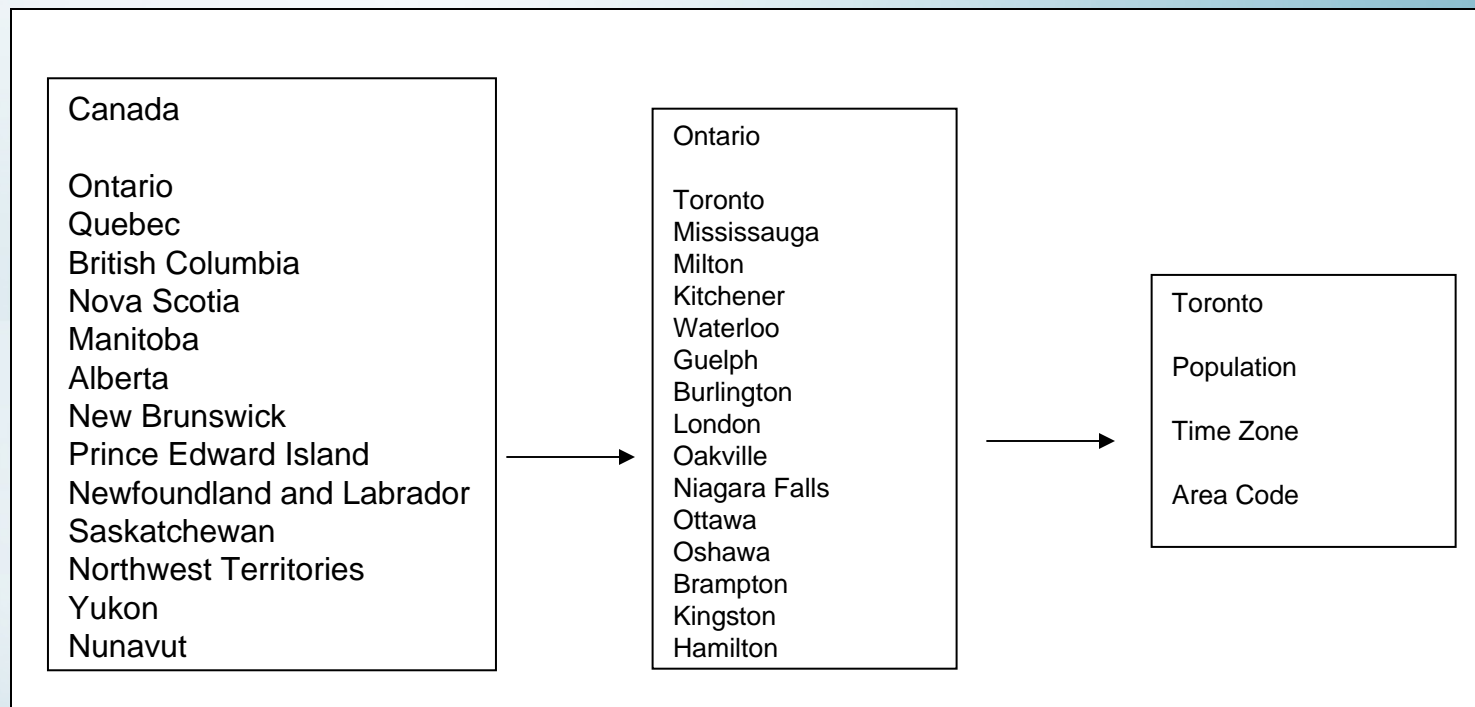 Canada
Ontario
Quebec
British Columbia
Nova Scotia
Manitoba
Alberta
New Brunswick
Prince Edward Island
Newfoundland and Labrador
Saskatchewan
Northwest Territories
Yukon
Nunavut
Ontario
Toronto
Mississauga
Milton
Kitchener
Waterloo
Guelph
Burlington
London
Oakville
Niagara Falls
Ottawa
Oshawa
Brampton
Kingston
Hamilton
Toronto
Population
Time Zone
Area Code